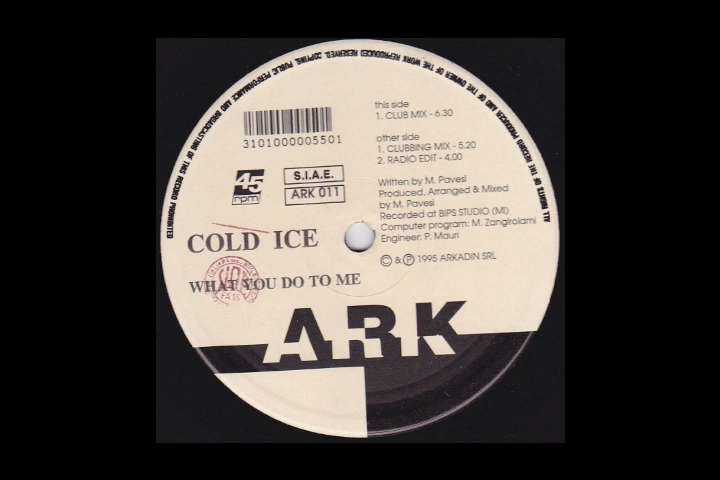 ALL RIGHTS OF THE RECORD PRODUCER AND OF THE OWNER OF THE WORK REPRODUCED RESERVED. COPYING, PUBLIC PERFORMANCE AND BROADCASTING OF THIS RECORD PROHIBITED
3101000005501
this side
1. CLUB MIX - 6.30
other side
1. CLUBBING MIX - 5.20
2. RADIO EDIT - 4.00
45
rpm
S.I.A.E.
ARK 011
Written by M. Pavesi
Produced, Arranged & Mixed
by M. Pavesi
Recorded at BIPS STUDIO (MI)
Computer program: M. Zangirolami
Engineer: P. Mauri
© & ℗ 1995 ARKADIN SRL
COLD ICE
WHAT YOU DO TO ME
ARK